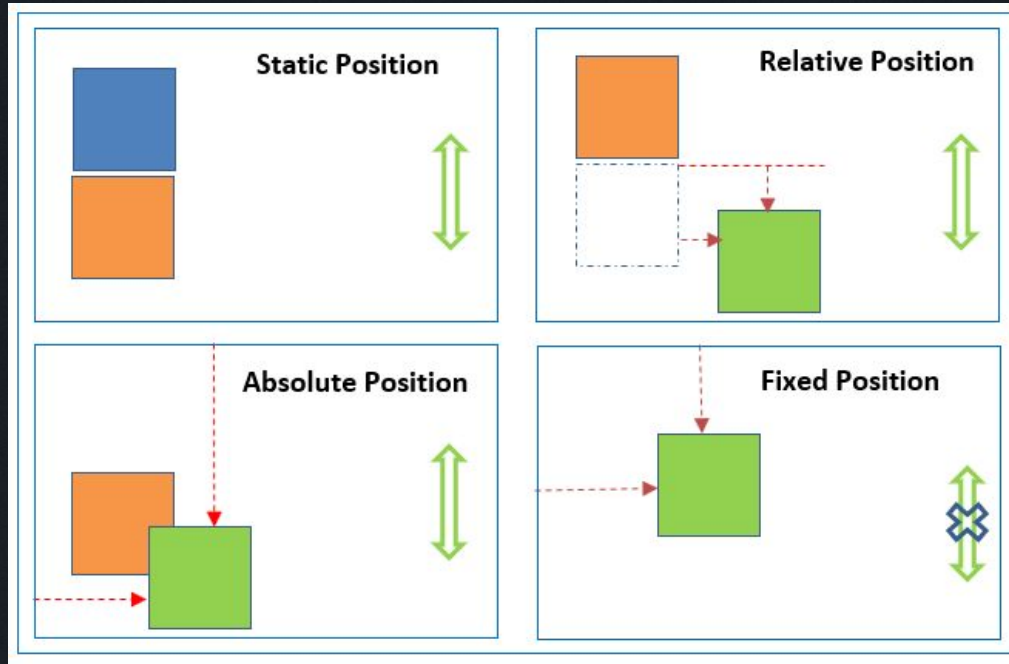 Static Position
Relative Position
Absolute Position
Fixed Position